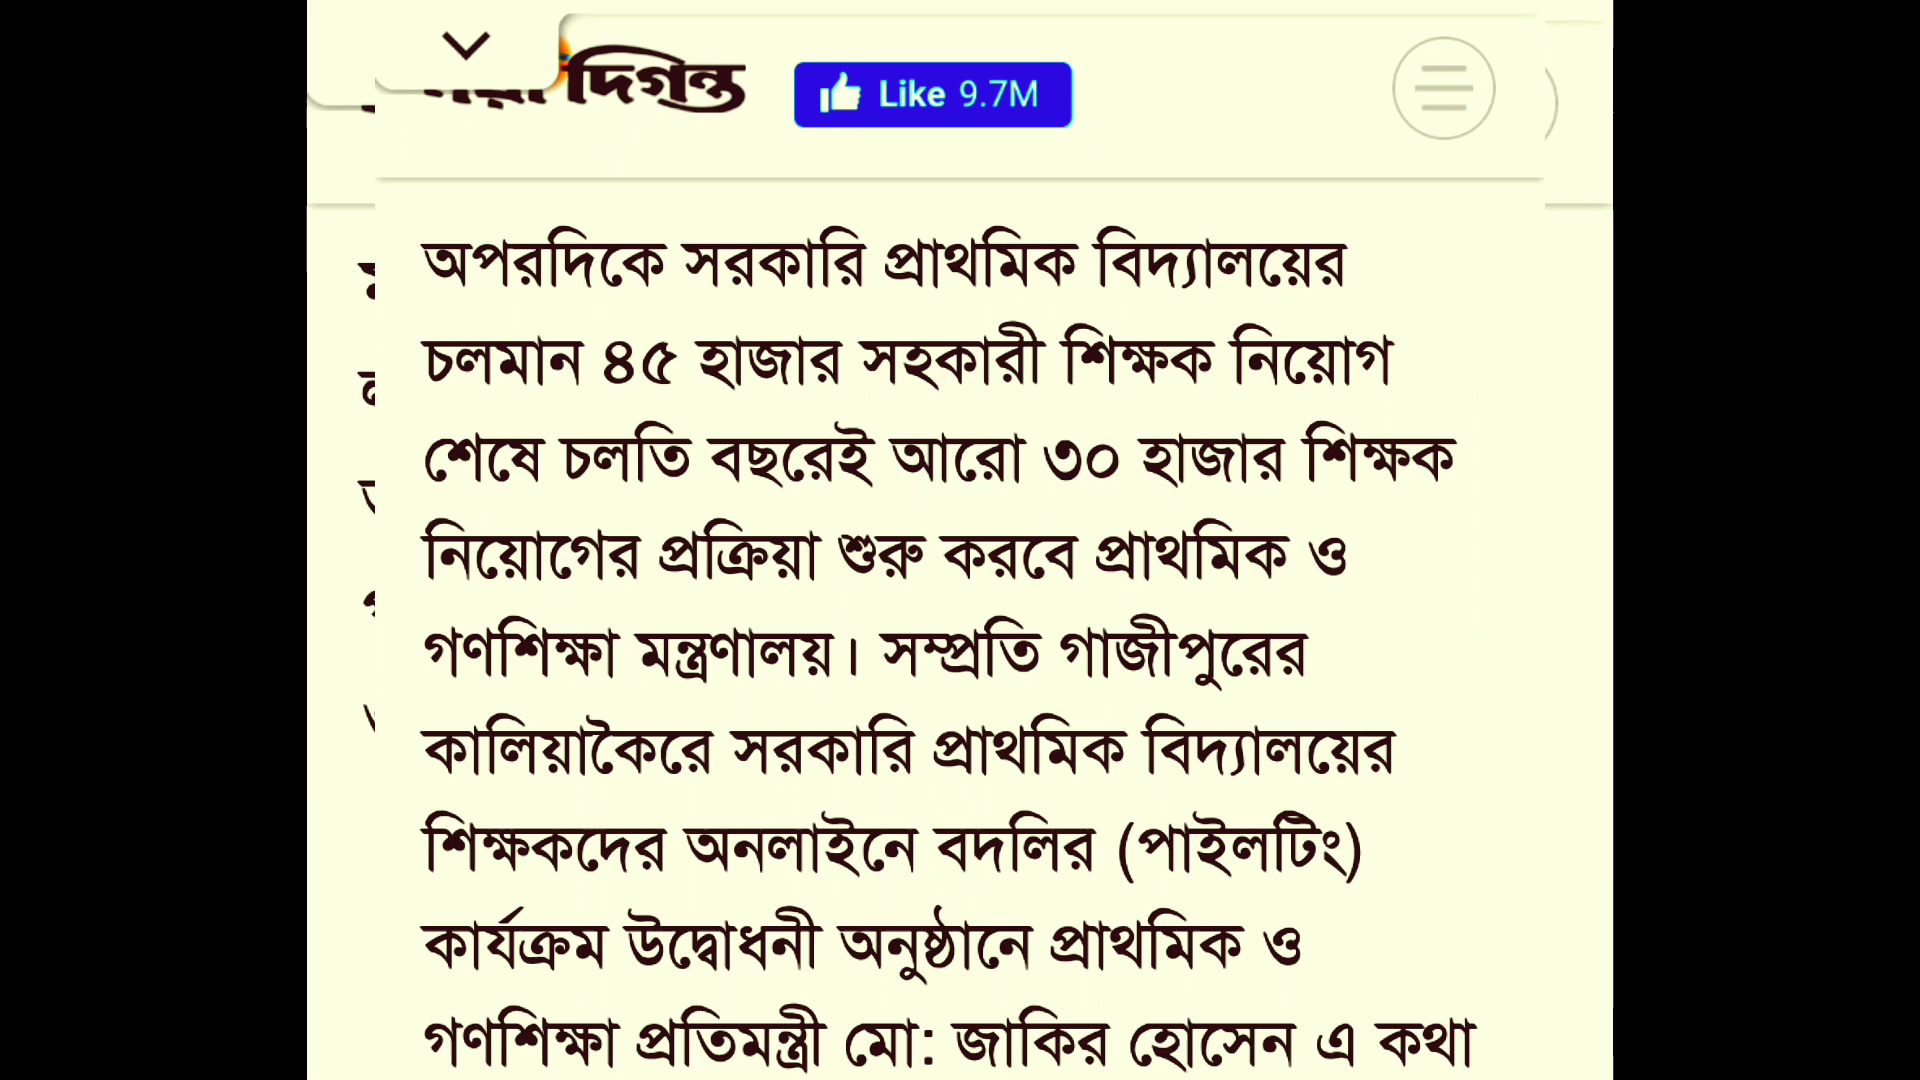 দিগন্ত
Like 9.7M
অপরদিকে সরকারি প্রাথমিক বিদ্যালয়ের
চলমান ৪৫ হাজার সহকারী শিক্ষক নিয়োগ
শেষে চলতি বছরেই আরো ৩০ হাজার শিক্ষক
নিয়োগের প্রক্রিয়া শুরু করবে প্রাথমিক ও
গণশিক্ষা মন্ত্রণালয়। সম্প্রতি গাজীপুরের
কালিয়াকৈরে সরকারি প্রাথমিক বিদ্যালয়ের
শিক্ষকদের অনলাইনে বদলির (পাইলটিং)
কার্যক্রম উদ্বোধনী অনুষ্ঠানে প্রাথমিক ও
গণশিক্ষা প্রতিমন্ত্রী মো: জাকির হোসেন এ কথা